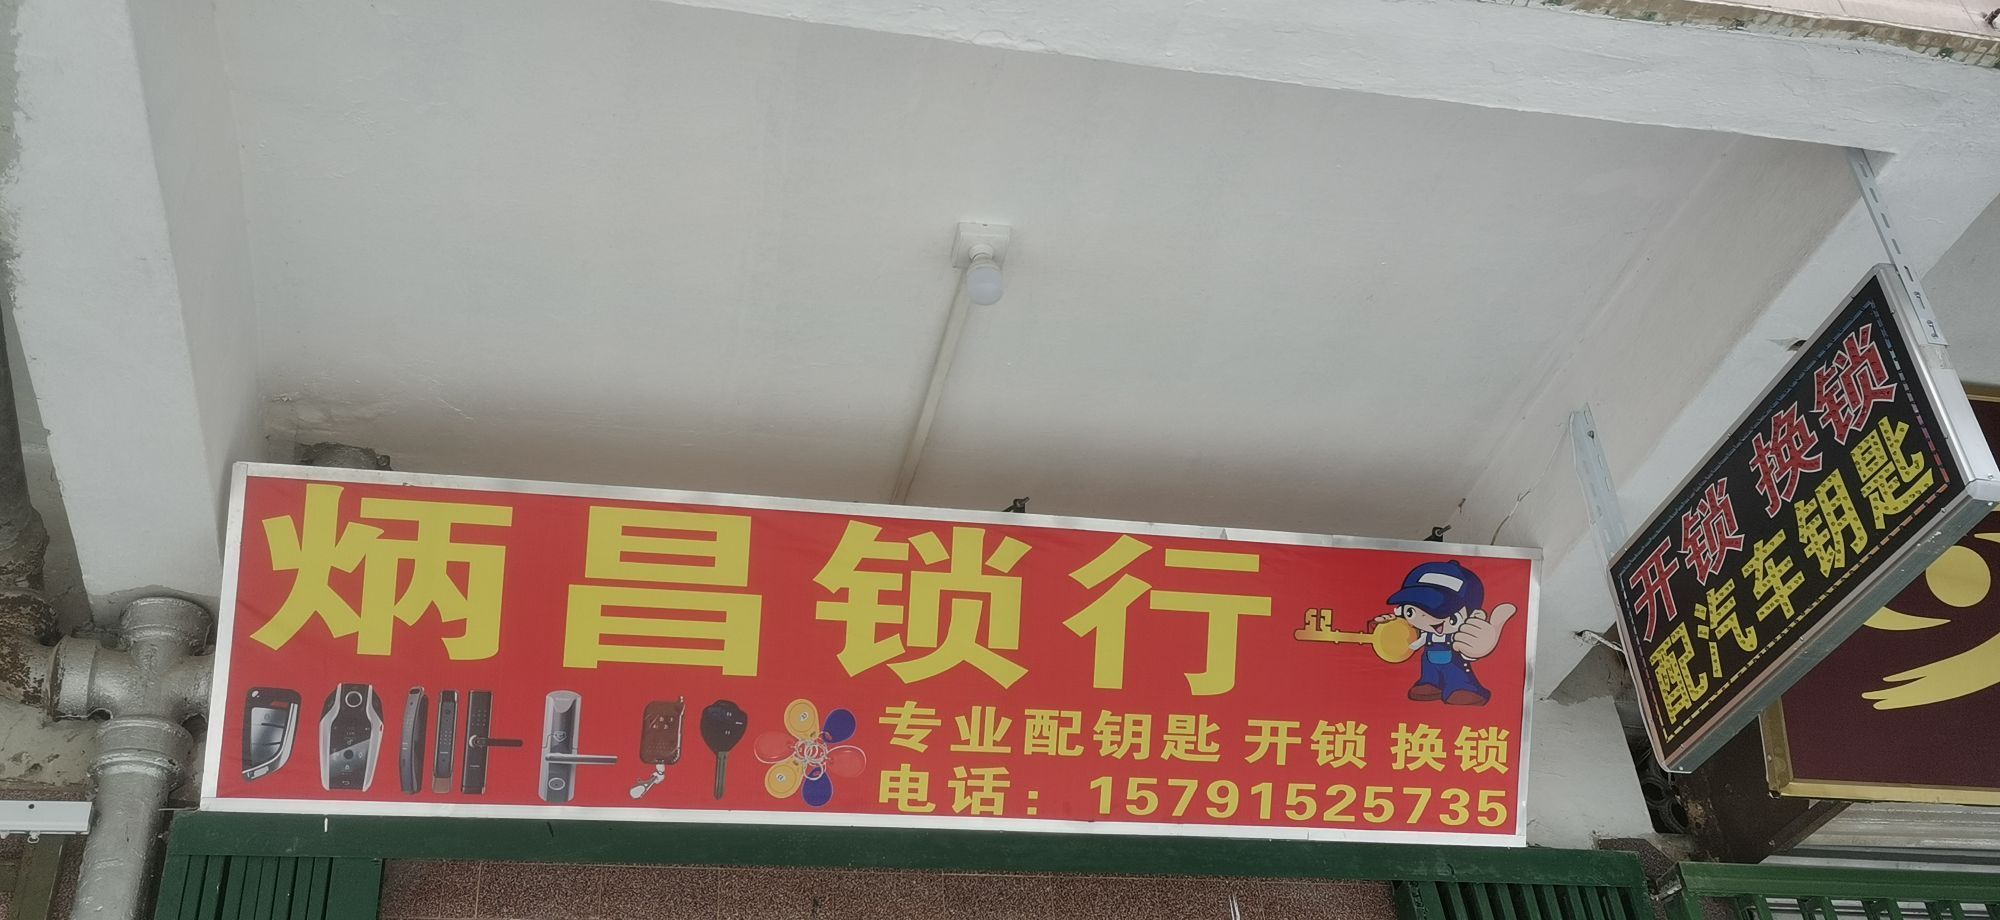 炳昌锁行
专业配钥匙 开锁 换锁
电话：15791525735
开锁 换锁
配汽车钥匙